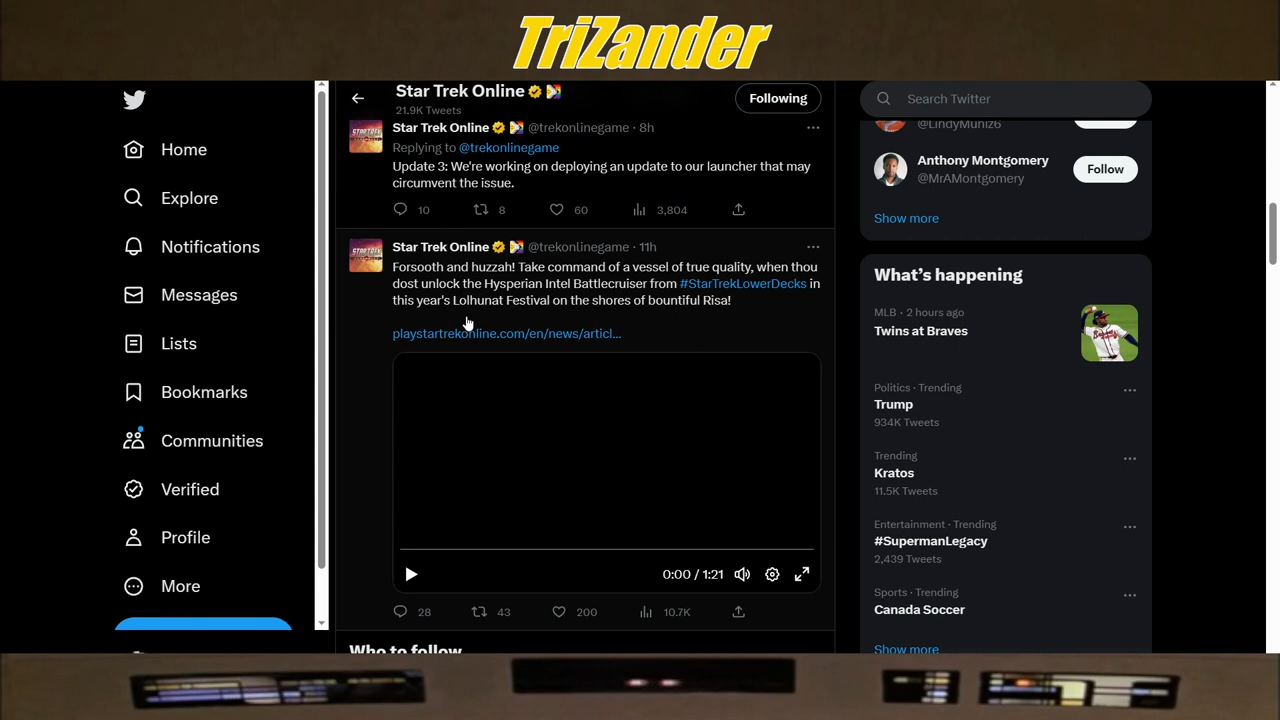 TriZander
Home
Explore
Notifications
Messages
Lists
Bookmarks
Communities
Verified
Profile
More
Star Trek Online
21.9K Tweets
Following
Star Trek Online @trekonlinegame · 8h
Replying to @trekonlinegame
Update 3: We're working on deploying an update to our launcher that may
circumvent the issue.
10 8 60 3,804
Star Trek Online @trekonlinegame · 11h
Forsooth and huzzah! Take command of a vessel of true quality, when thou
dost unlock the Hysperian Intel Battlecruiser from #StarTrekLowerDecks in
this year's Lolhunat Festival on the shores of bountiful Risa!
playstartrekonline.com/en/news/articl...
0:00 / 1:21
28 43 200 10.7K
Who to follow
Search Twitter
@LindyMuniz6
Anthony Montgomery
@MrAMontgomery
Follow
Show more
What's happening
MLB · 2 hours ago
Twins at Braves
Politics · Trending
Trump
934K Tweets
Trending
Kratos
11.5K Tweets
Entertainment · Trending
#SupermanLegacy
2,439 Tweets
Sports · Trending
Canada Soccer
Show more